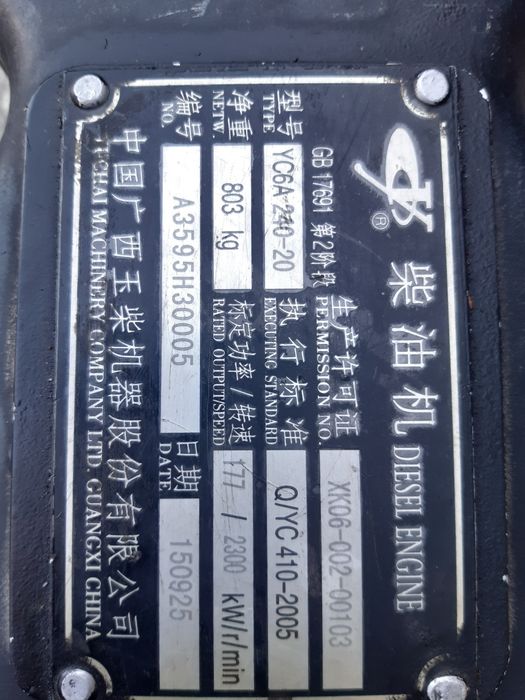 ® 柴油机 DIESEL ENGINE
GB 17691 第2阶段 生产许可证 XK06-002-00103
PERMISSION NO.
型号 YC6A 240-20 执行标准 Q/YC 410-2005
TYPE EXECUTING STANDARD
净重 803 kg 标定功率/转速 177 / 2300 kW/r/min
NETW. RATED OUTPUT/SPEED
编号 A3595H30005 日期 150925
NO. DATE
中国广西玉柴机器股份有限公司
MACHINERY COMPANY LTD. GUANGXI CHINA